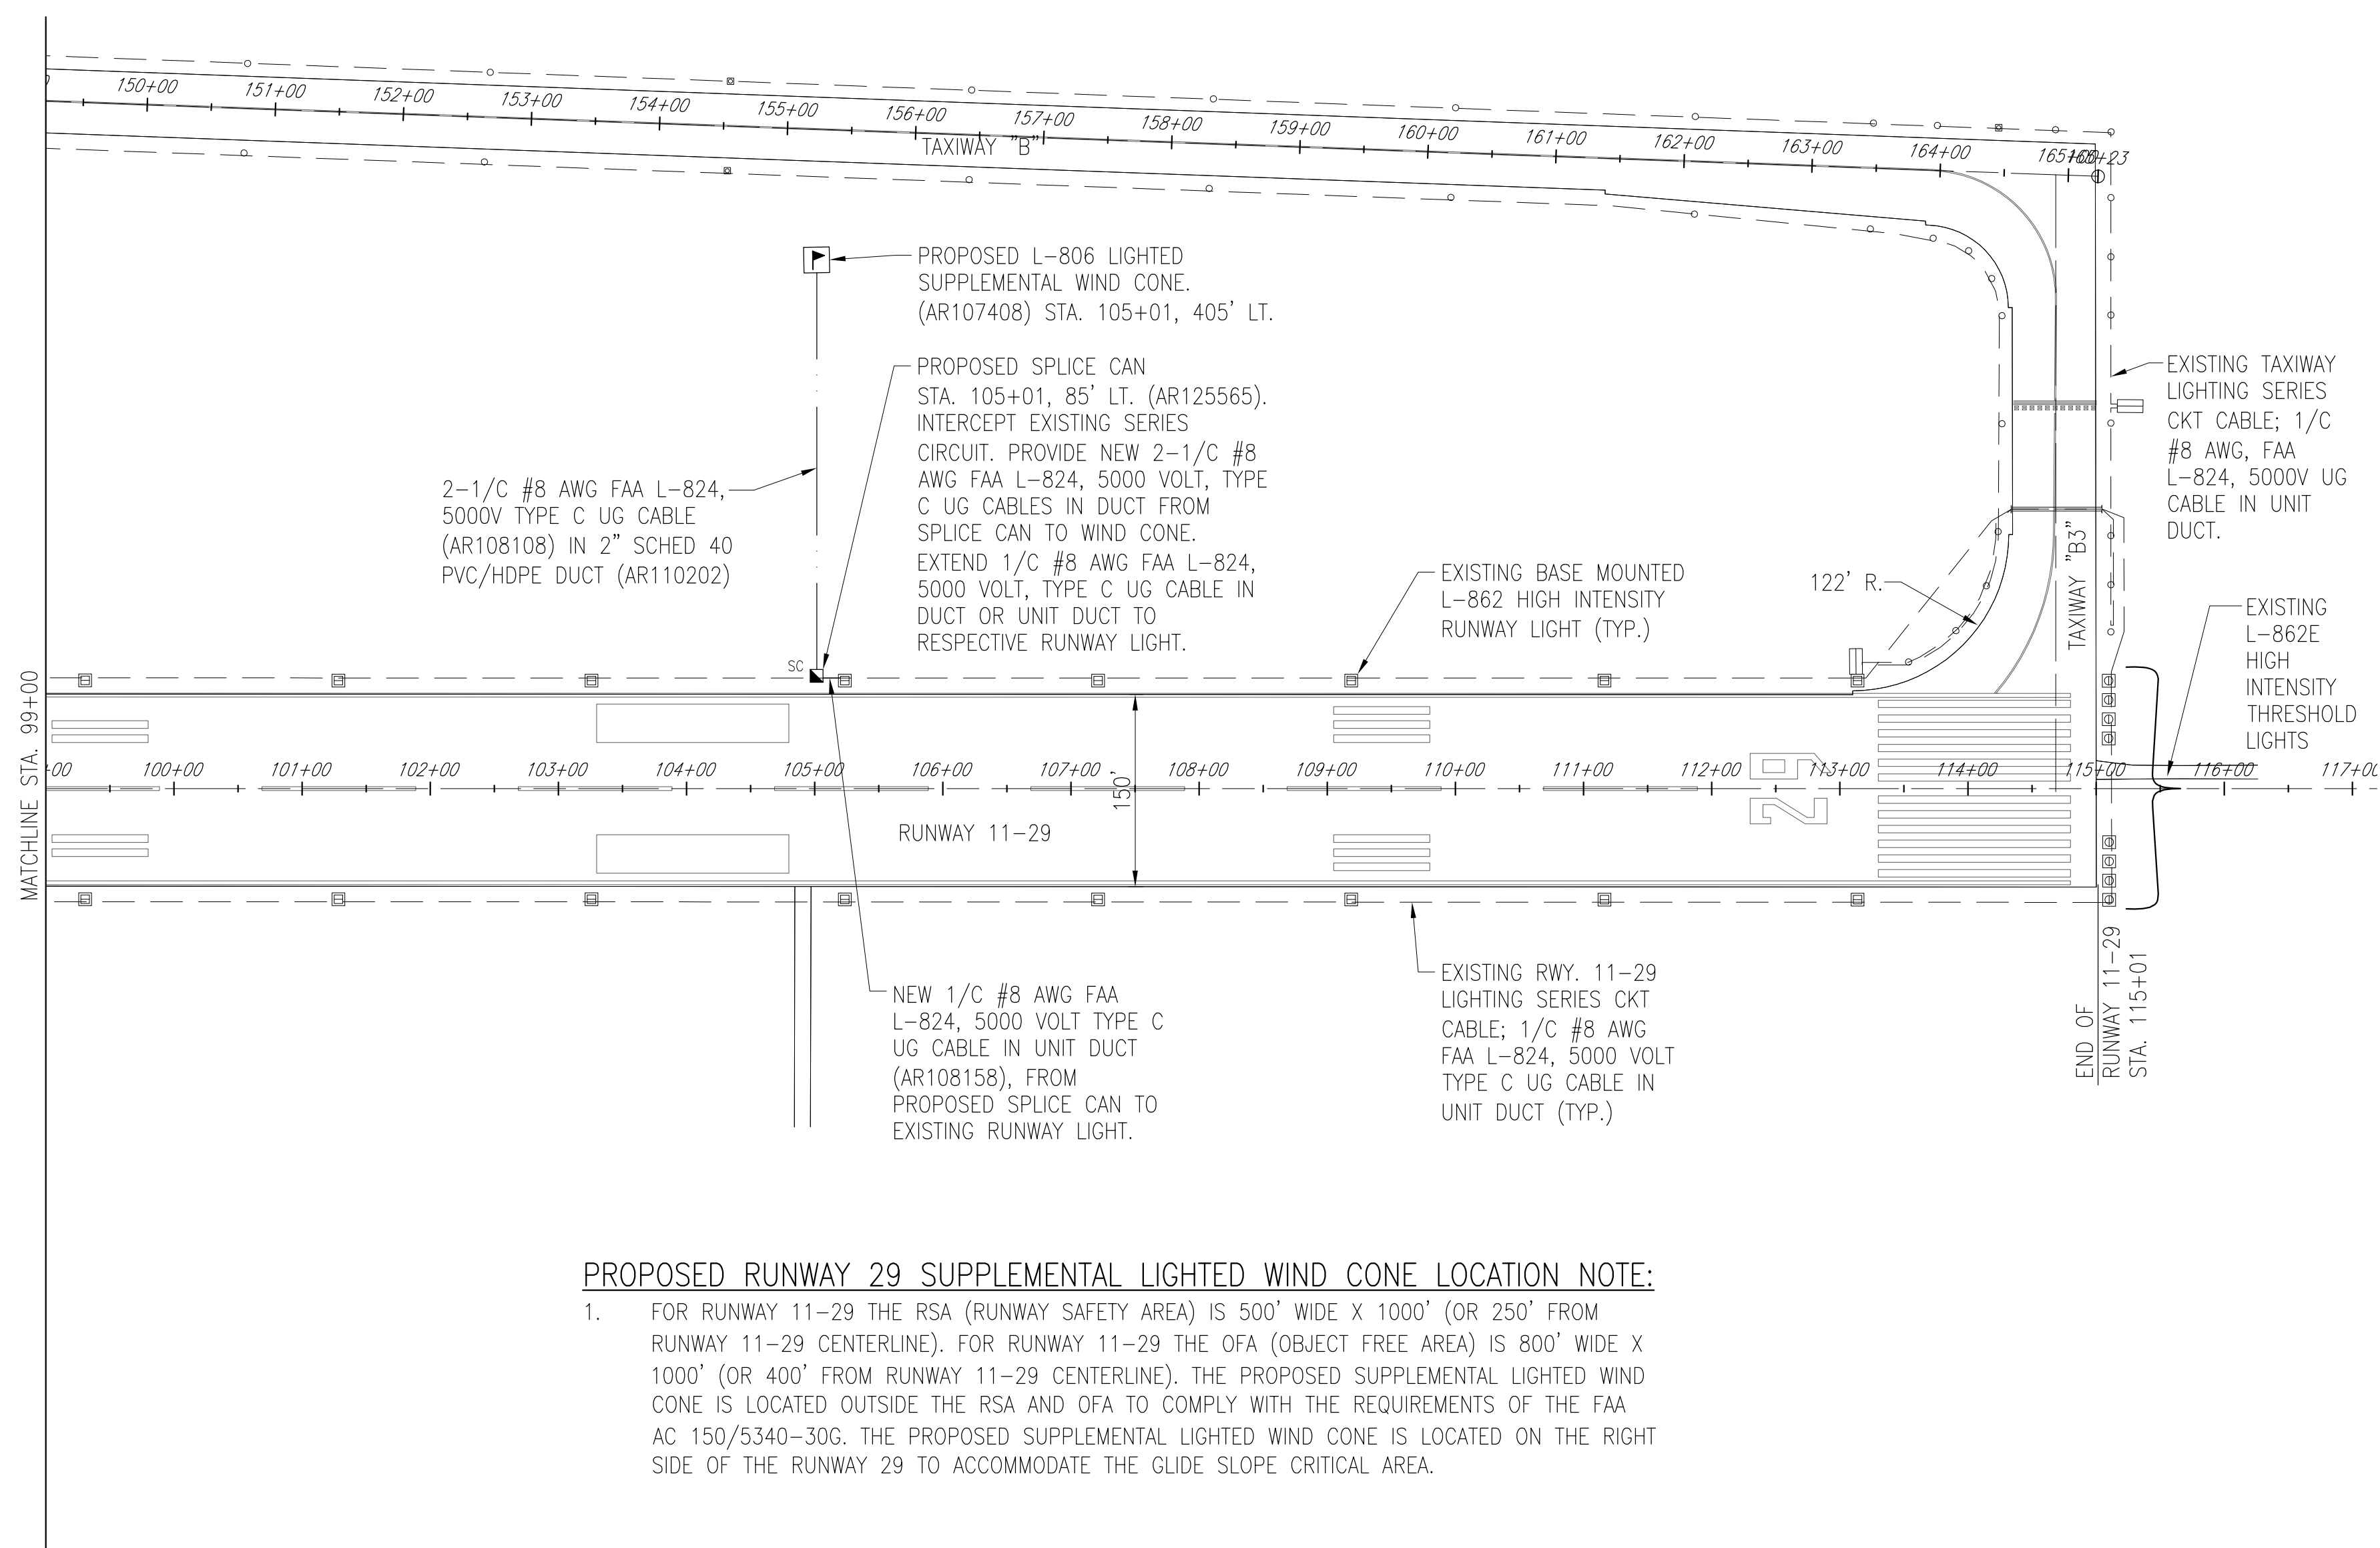 150+00 151+00 152+00 153+00 154+00 155+00 156+00 157+00 158+00 159+00 160+00 161+00 162+00 163+00 164+00 165+00
TAXIWAY "B"
PROPOSED L-806 LIGHTED
SUPPLEMENTAL WIND CONE.
(AR107408) STA. 105+01, 405' LT.
PROPOSED SPLICE CAN
STA. 105+01, 85' LT. (AR125565).
INTERCEPT EXISTING SERIES
CIRCUIT. PROVIDE NEW 2-1/C #8
AWG FAA L-824, 5000 VOLT, TYPE
C UG CABLES IN DUCT FROM
SPLICE CAN TO WIND CONE.
EXTEND 1/C #8 AWG FAA L-824,
5000 VOLT, TYPE C UG CABLE IN
DUCT OR UNIT DUCT TO
RESPECTIVE RUNWAY LIGHT.
2-1/C #8 AWG FAA L-824,
5000V TYPE C UG CABLE
(AR108108) IN 2" SCHED 40
PVC/HDPE DUCT (AR110202)
EXISTING TAXIWAY
LIGHTING SERIES
CKT CABLE; 1/C
#8 AWG, FAA
L-824, 5000V UG
CABLE IN UNIT
DUCT.
EXISTING BASE MOUNTED
L-862 HIGH INTENSITY
RUNWAY LIGHT (TYP.)
122' R.
TAXIWAY "B3"
EXISTING
L-862E
HIGH
INTENSITY
THRESHOLD
LIGHTS
SC
MATCHLINE STA. 99+00
+00 100+00 101+00 102+00 103+00 104+00 105+00 106+00 107+00 108+00 109+00 110+00 111+00 112+00 113+00 114+00 115+00 116+00 117+00
150'
29
RUNWAY 11-29
NEW 1/C #8 AWG FAA
L-824, 5000 VOLT TYPE C
UG CABLE IN UNIT DUCT
(AR108158), FROM
PROPOSED SPLICE CAN TO
EXISTING RUNWAY LIGHT.
EXISTING RWY. 11-29
LIGHTING SERIES CKT
CABLE; 1/C #8 AWG
FAA L-824, 5000 VOLT
TYPE C UG CABLE IN
UNIT DUCT (TYP.)
END OF
RUNWAY 11-29
STA. 115+01
PROPOSED RUNWAY 29 SUPPLEMENTAL LIGHTED WIND CONE LOCATION NOTE:
1. FOR RUNWAY 11-29 THE RSA (RUNWAY SAFETY AREA) IS 500' WIDE X 1000' (OR 250' FROM
RUNWAY 11-29 CENTERLINE). FOR RUNWAY 11-29 THE OFA (OBJECT FREE AREA) IS 800' WIDE X
1000' (OR 400' FROM RUNWAY 11-29 CENTERLINE). THE PROPOSED SUPPLEMENTAL LIGHTED WIND
CONE IS LOCATED OUTSIDE THE RSA AND OFA TO COMPLY WITH THE REQUIREMENTS OF THE FAA
AC 150/5340-30G. THE PROPOSED SUPPLEMENTAL LIGHTED WIND CONE IS LOCATED ON THE RIGHT
SIDE OF THE RUNWAY 29 TO ACCOMMODATE THE GLIDE SLOPE CRITICAL AREA.